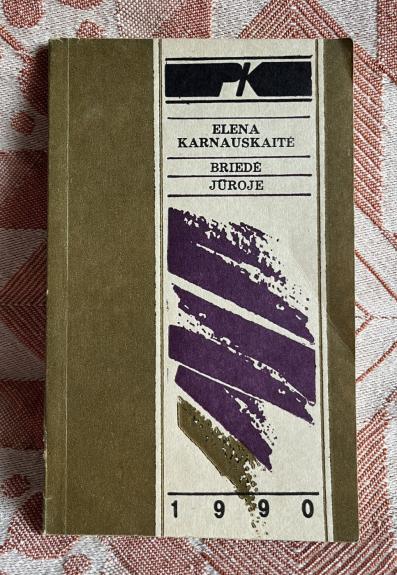 PK
ELENA
KARNAUSKAITĖ
BRIEDĖ
JŪROJE
1990